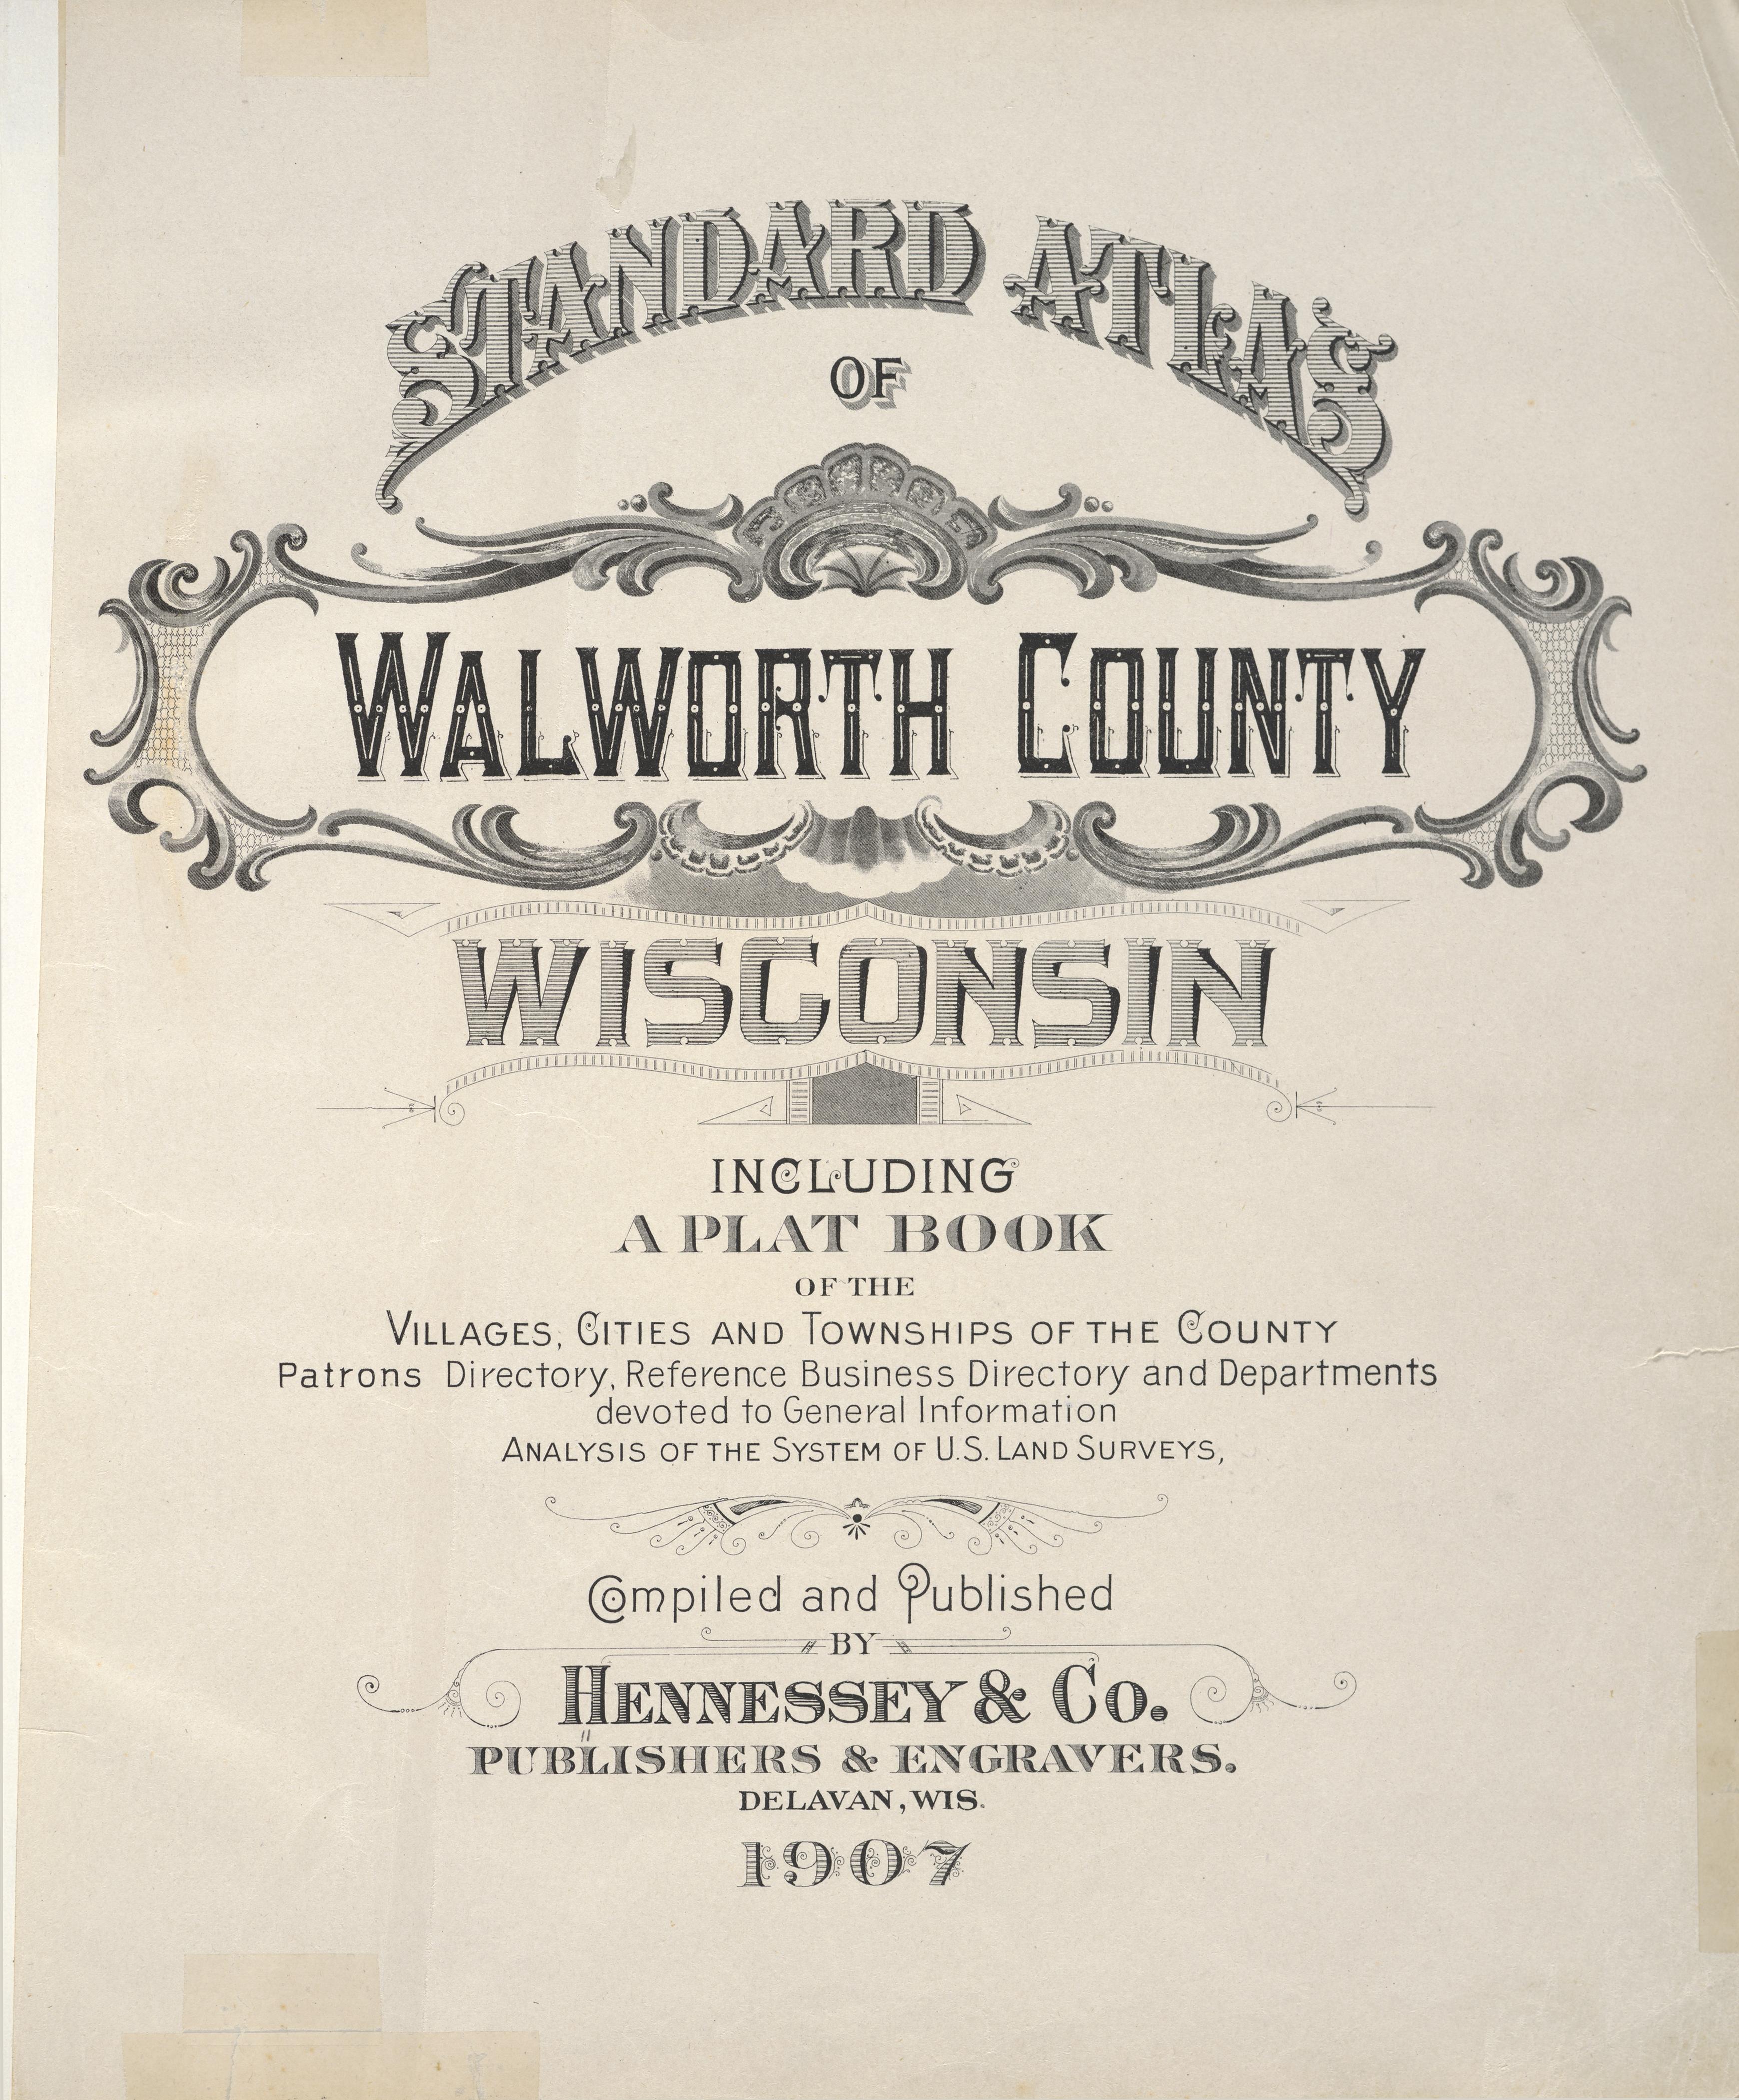 STANDARD ATLAS
OF
WALWORTH COUNTY
WISCONSIN
INCLUDING
A PLAT BOOK
OF THE
VILLAGES, CITIES AND TOWNSHIPS OF THE COUNTY
Patrons Directory, Reference Business Directory and Departments
devoted to General Information
ANALYSIS OF THE SYSTEM OF U.S. LAND SURVEYS,
Compiled and Published
BY
HENNESSEY & CO.
PUBLISHERS & ENGRAVERS.
DELAVAN, WIS.
1907